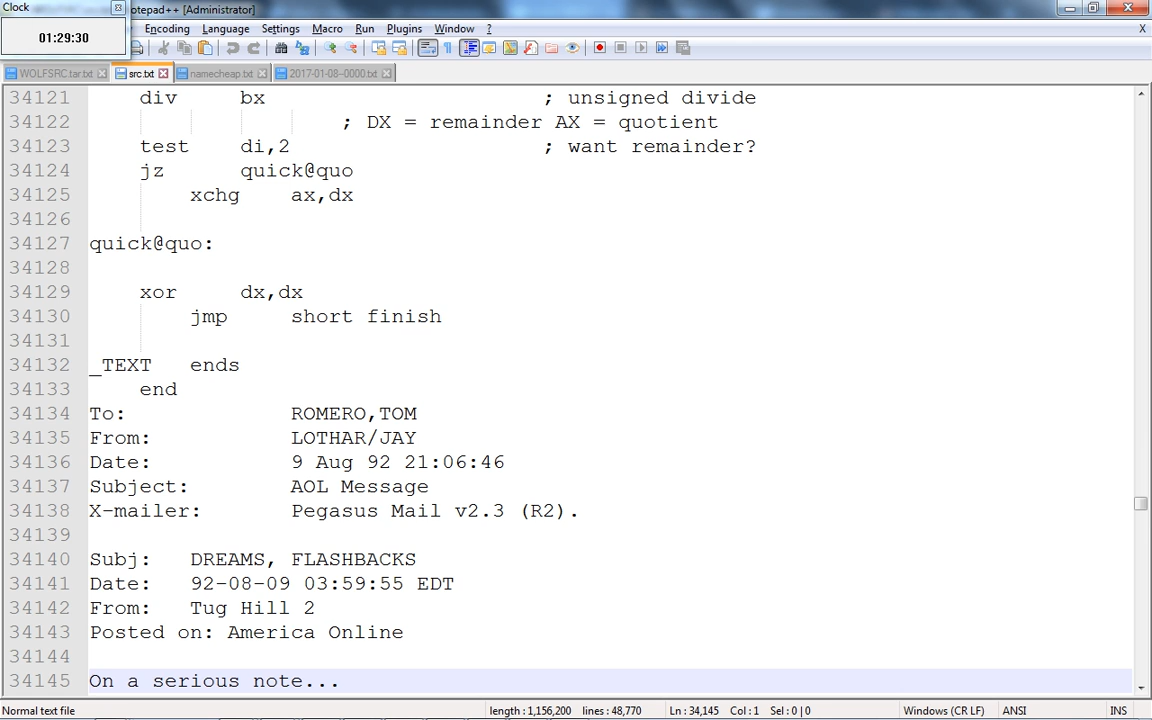 Clock
otepad++ [Administrator]
01:29:30
Encoding Language Settings Macro Run Plugins Window ? X
WOLFSRC.tar.txt src.txt namecheap.txt 2017-01-08--0000.txt
34121 div bx ; unsigned divide
34122 ; DX = remainder AX = quotient
34123 test di,2 ; want remainder?
34124 jz quick@quo
34125 xchg ax,dx
34126
34127 quick@quo:
34128
34129 xor dx,dx
34130 jmp short finish
34131
34132 _TEXT ends
34133 end
34134 To: ROMERO,TOM
34135 From: LOTHAR/JAY
34136 Date: 9 Aug 92 21:06:46
34137 Subject: AOL Message
34138 X-mailer: Pegasus Mail v2.3 (R2).
34139
34140 Subj: DREAMS, FLASHBACKS
34141 Date: 92-08-09 03:59:55 EDT
34142 From: Tug Hill 2
34143 Posted on: America Online
34144
34145 On a serious note...
Normal text file length : 1,156,200 lines : 48,770 Ln : 34,145 Col : 1 Sel : 0 | 0 Windows (CR LF) ANSI INS